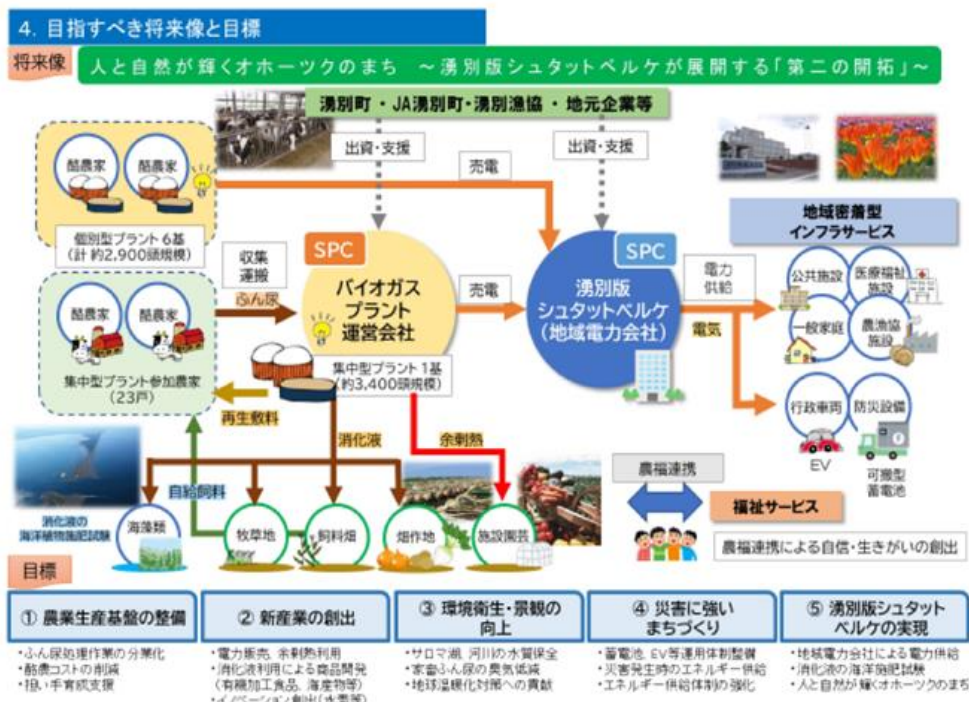 4. 目指すべき将来像と目標
将来像
人と自然が輝くオホーツクのまち ～湧別版シュタットベルケが展開する「第二の開拓」～
湧別町・JA湧別町・湧別漁協・地元企業等
酪農家
酪農家
個別型プラント6基
(計 約2,900頭規模)
出資・支援
売電
出資・支援
SPC
バイオガス
プラント
運営会社
収集
運搬
ふん尿
売電
SPC
湧別版
シュタットベルケ
(地域電力会社)
電力
供給
電気
地域密着型
インフラサービス
公共施設
医療福祉
施設
一般家庭
農漁協
施設
行政車両
EV
防災設備
可搬型
蓄電池
酪農家
酪農家
集中型プラント参加農家
(23戸)
集中型プラント1基
(約3,400頭規模)
再生敷料
消化液
余剰熱
自給飼料
消化液の
海洋植物施肥試験
海藻類
牧草地
飼料畑
畑作地
施設園芸
農福連携
福祉サービス
農福連携による自信・生きがいの創出
目標
① 農業生産基盤の整備
・ふん尿処理作業の分業化
・酪農コストの削減
・担い手育成支援
② 新産業の創出
・電力販売、余剰熱利用
・消化液利用による商品開発
(有機加工食品、海産物等)
・イノベーション創出(水素等)
③ 環境衛生・景観の
向上
・サロマ湖、河川の水質保全
・家畜ふん尿の臭気低減
・地球温暖化対策への貢献
④ 災害に強い
まちづくり
・蓄電池、EV等運用体制整備
・災害発生時のエネルギー供給
・エネルギー供給体制の強化
⑤ 湧別版シュタット
ベルケの実現
・地域電力会社による電力供給
・消化液の海洋施肥試験
・人と自然が輝くオホーツクのまち